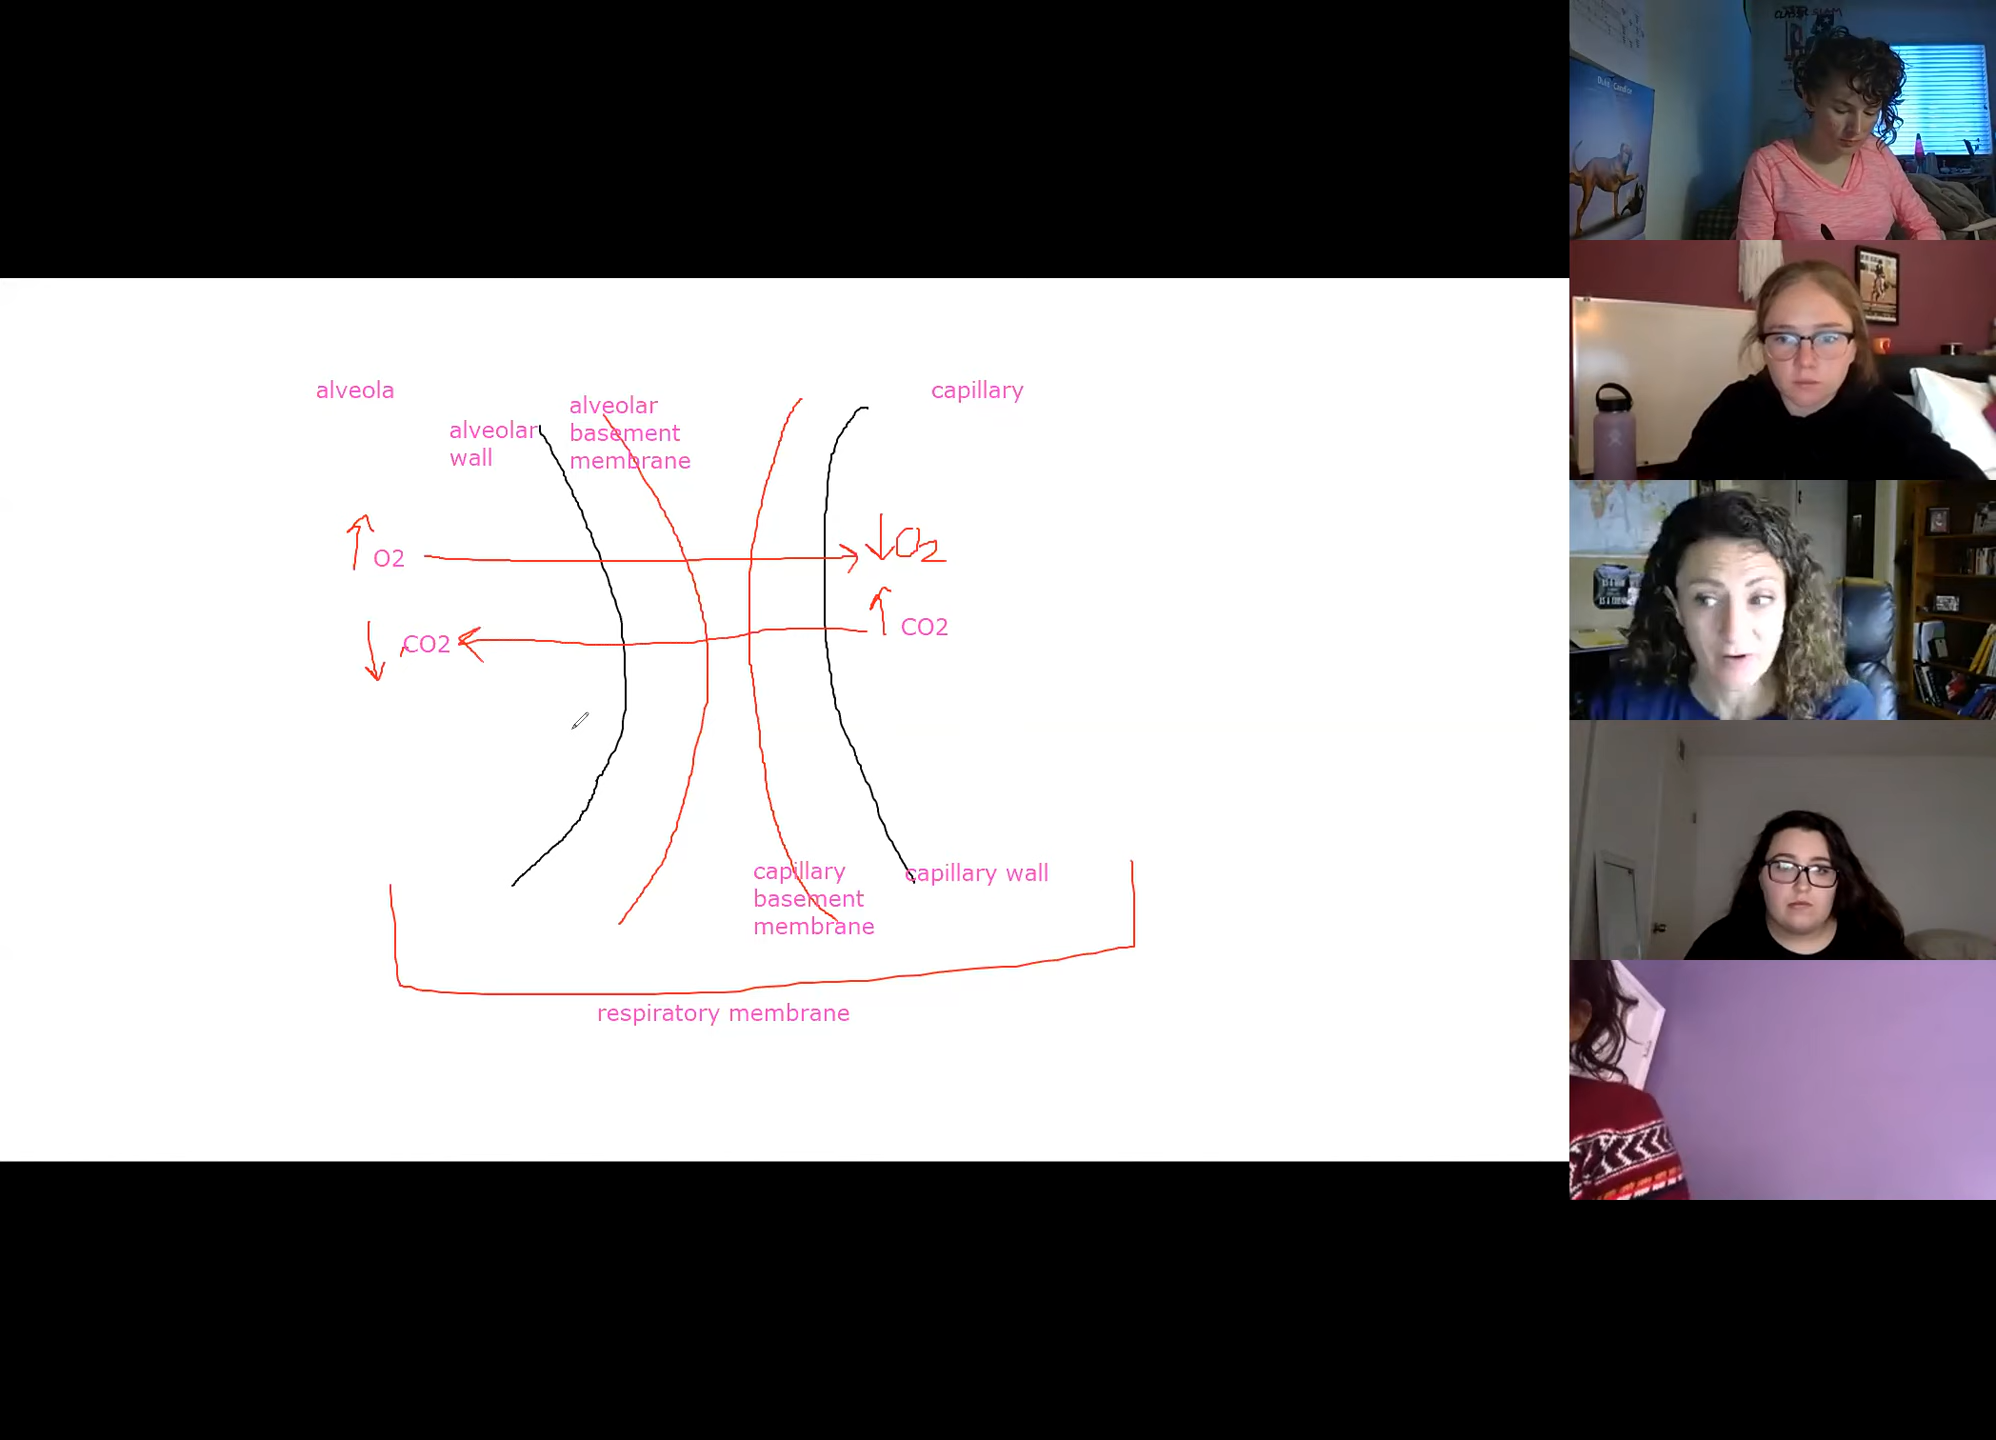 alveola
capillary
alveolar
wall
alveolar
basement
membrane
O2
O2
CO2
CO2
capillary
basement
membrane
capillary wall
respiratory membrane